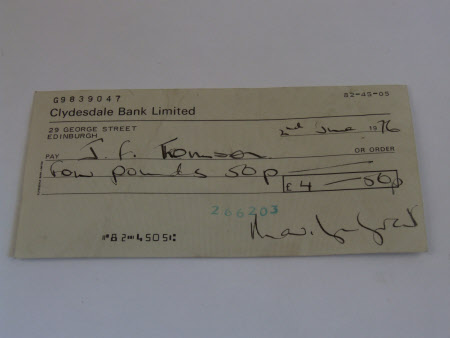 G9839047 82-45-05
Clydesdale Bank Limited
29 GEORGE STREET
EDINBURGH
2nd June 1976
PAY J. F. Thomson OR ORDER
Four pounds 50p £4 50p
266203
⑈82⑉4505⑆